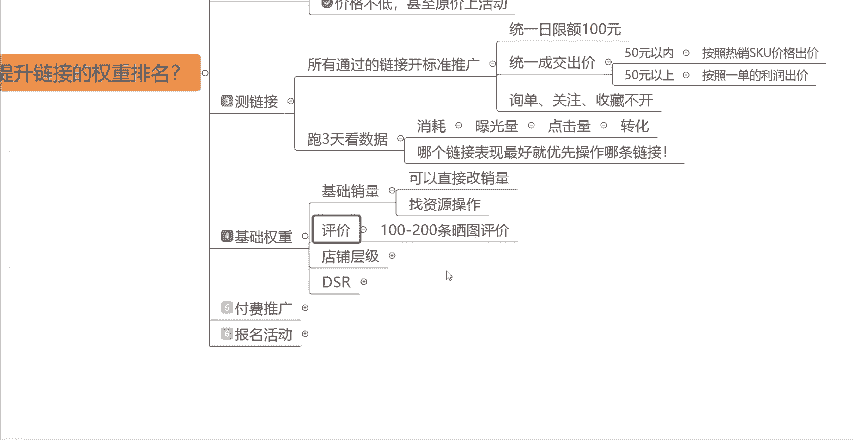 价格不低，甚至原价上活动
提升链接的权重排名？
测链接
所有通过的链接开标准推广
统一日限额100元
统一成交出价
50元以内
按照热销SKU价格出价
50元以上
按照一单的利润出价
询单、关注、收藏不开
跑3天看数据
消耗
曝光量
点击量
转化
哪个链接表现最好就优先操作哪条链接！
基础权重
基础销量
可以直接改销量
找资源操作
评价
100-200条晒图评价
店铺层级
DSR
付费推广
报名活动